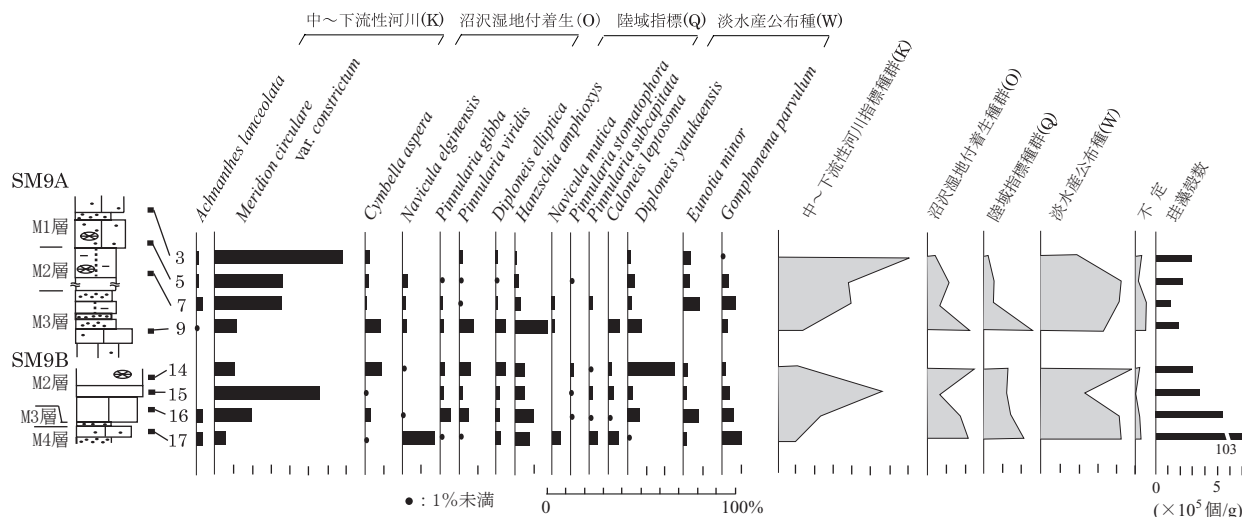 中～下流性河川(K) 沼沢湿地付着生(O) 陸域指標(Q) 淡水産公布種(W)
Achnanthes lanceolata
Meridion circulare
var. constrictum
Cymbella aspera
Navicula elginensis
Pinnularia gibba
Pinnularia viridis
Diploneis elliptica
Hanzschia amphioxys
Navicula mutica
Pinnularia stomatophora
Pinnularia subcapitata
Caloneis leptosoma
Diploneis yatukaensis
Eunotia minor
Gomphonema parvulum
中～下流性河川指標種群(K)
沼沢湿地付着生種群(O)
陸域指標種群(Q)
淡水産公布種(W)
不定
珪藻殻数
SM9A
M1層
M2層
M3層
3
5
7
9
SM9B
M2層
M3層
M4層
14
15
16
17
103
●：1%未満
0 100%
0 5
(×10⁵個/g)